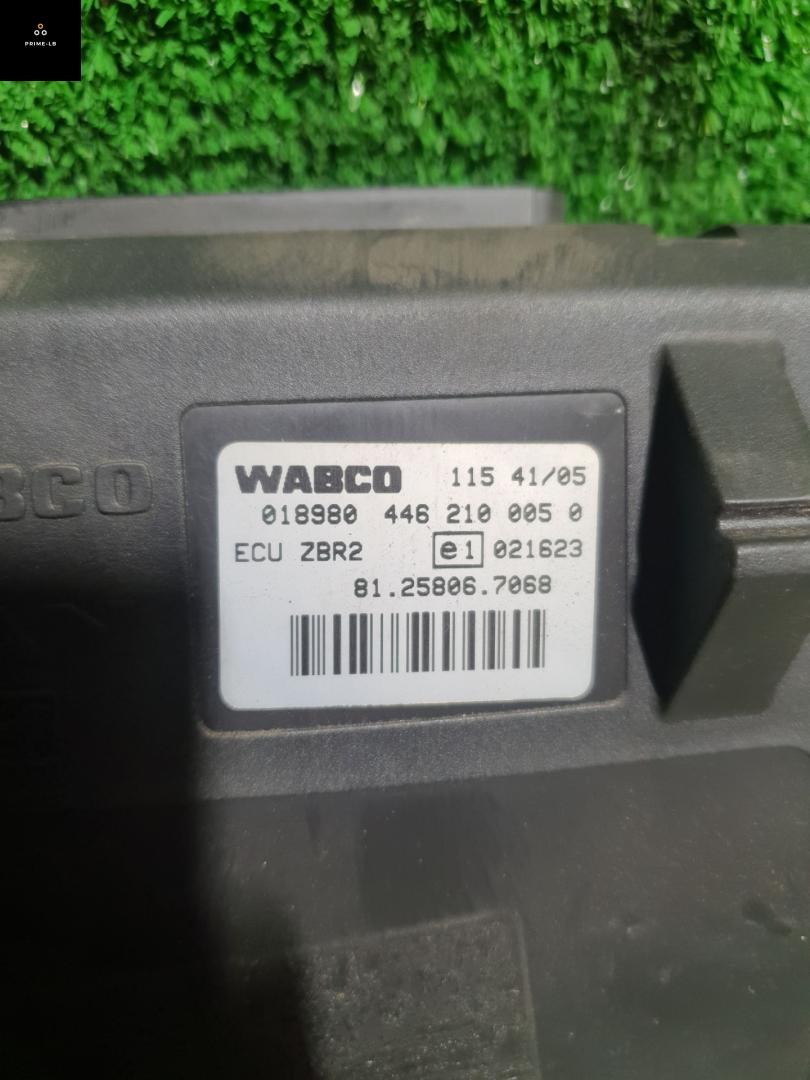 PRIME-LB
BCO
WABCO 115 41/05
018980 446 210 005 0
ECU ZBR2 e1 021623
81.25806.7068